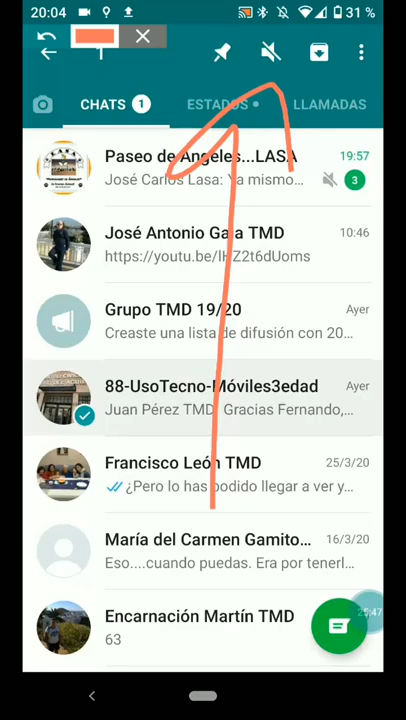 20:04 31 %
1
CHATS 1 ESTADOS LLAMADAS
Paseo de Angeles...LASA 19:57
José Carlos Lasa: Ya mismo... 3
José Antonio Gala TMD 10:46
https://youtu.be/lHZ2t6dUoms
Grupo TMD 19/20 Ayer
Creaste una lista de difusión con 20...
88-UsoTecno-Móviles3edad Ayer
Juan Pérez TMD: Gracias Fernando,...
Francisco León TMD 25/3/20
¿Pero lo has podido llegar a ver y...
María del Carmen Gamito... 16/3/20
Eso....cuando puedas. Era por tenerl...
Encarnación Martín TMD
63
25:47